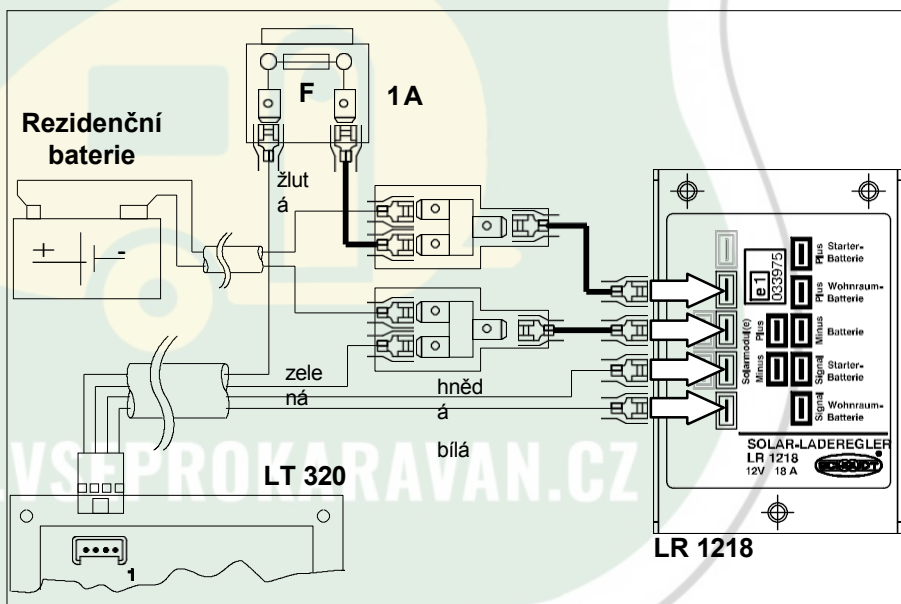 F
1A
Rezidenční
baterie
žlut
á
+
-
e1
033975
Plus
Starter-
Batterie
Plus
Wohnraum-
Batterie
Solarmodul(e)
Plus
Minus
Minus
Batterie
Signal
Starter-
Batterie
Signal
Wohnraum-
Batterie
zele
ná
hněd
á
bílá
SOLAR-LADEREGLER
LR 1218
12V 18 A
LT 320
VSEPROKARAVAN.CZ
LR 1218
1